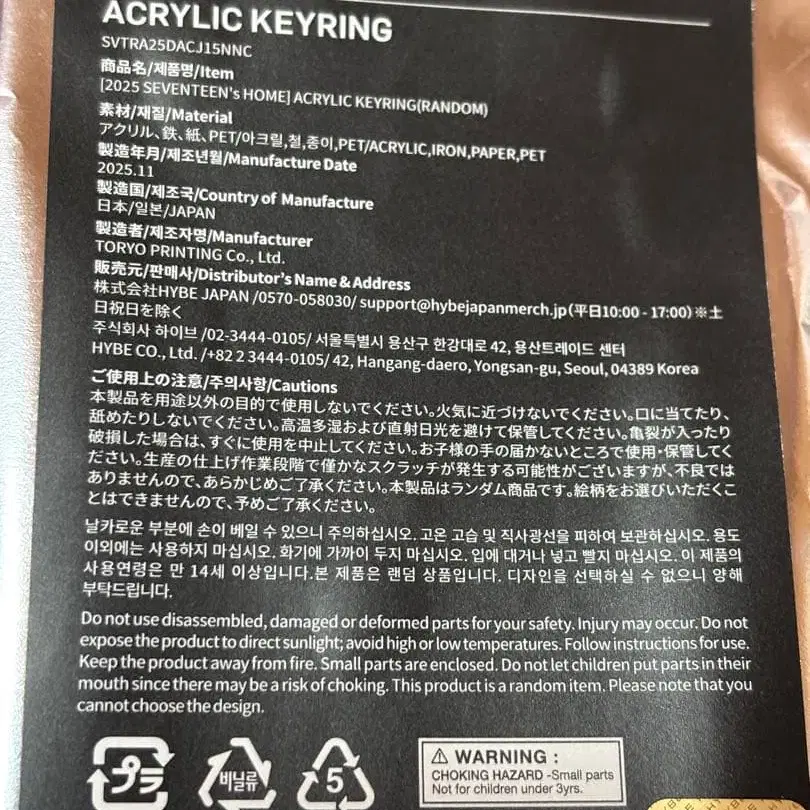 ACRYLIC KEYRING
SVTRA25DACJ15NNC
商品名/제품명/Item
[2025 SEVENTEEN's HOME] ACRYLIC KEYRING(RANDOM)
素材/재질/Material
アクリル、鉄、紙、PET/아크릴,철,종이,PET/ACRYLIC,IRON,PAPER,PET
製造年月/제조년월/Manufacture Date
2025.11
製造国/제조국/Country of Manufacture
日本/일본/JAPAN
製造者/제조자명/Manufacturer
TORYO PRINTING Co., Ltd.
販売元/판매사/Distributor's Name & Address
株式会社HYBE JAPAN /0570-058030/ support@hybejapanmerch.jp(平日10:00 - 17:00)※土
日祝日を除く
주식회사 하이브 /02-3444-0105/ 서울특별시 용산구 한강대로 42, 용산트레이드 센터
HYBE CO., Ltd. /+82 2 3444-0105/ 42, Hangang-daero, Yongsan-gu, Seoul, 04389 Korea
ご使用上の注意/주의사항/Cautions
本製品を用途以外の目的で使用しないでください。火気に近づけないでください。口に当てたり、
舐めたりしないでください。高温多湿および直射日光を避けて保管してください。亀裂が入ったり
破損した場合は、すぐに使用を中止してください。お子様の手の届かないところで使用・保管してく
ださい。生産の仕上げ作業段階で僅かなスクラッチが発生する可能性がございますが、不良では
ありませんので、あらかじめご了承ください。本製品はランダム商品です。絵柄をお選びいただくこ
とはできませんので、予めご了承ください。
날카로운 부분에 손이 베일 수 있으니 주의하십시오. 고온 고습 및 직사광선을 피하여 보관하십시오. 용도
이외에는 사용하지 마십시오. 화기에 가까이 두지 마십시오. 입에 대거나 넣고 빨지 마십시오. 이 제품의
사용연령은 만 14세 이상입니다.본 제품은 랜덤 상품입니다. 디자인을 선택하실 수 없으니 양해
부탁드립니다.
Do not use disassembled, damaged or deformed parts for your safety. Injury may occur. Do not
expose the product to direct sunlight; avoid high or low temperatures. Follow instructions for use.
Keep the product away from fire. Small parts are enclosed. Do not let children put parts in their
mouth since there may be a risk of choking. This product is a random item. Please note that you
cannot choose the design.
プラ
비닐류
5
WARNING :
CHOKING HAZARD -Small parts
Not for children under 3yrs.